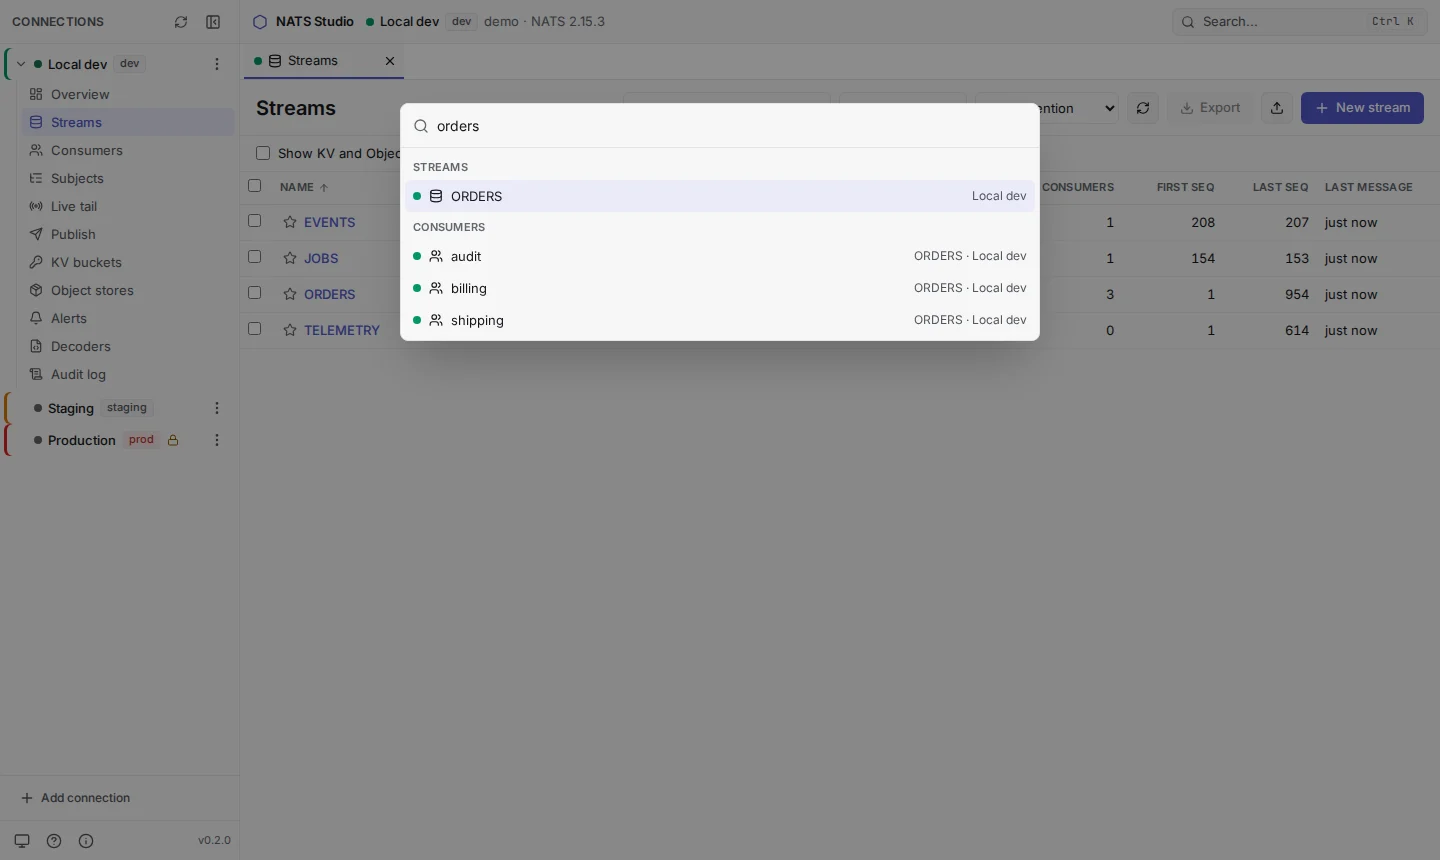 CONNECTIONS
NATS Studio
Local dev
dev
demo · NATS 2.15.3
Search...
Ctrl K
Local dev
dev
Streams
Overview
Streams
Consumers
Subjects
Live tail
Publish
KV buckets
Object stores
Alerts
Decoders
Audit log
Staging
staging
Production
prod
Add connection
v0.2.0
Streams
Export
New stream
Show KV and
NAME
CONSUMERS
FIRST SEQ
LAST SEQ
LAST MESSAGE
EVENTS
1
208
207
just now
JOBS
1
154
153
just now
ORDERS
3
1
954
just now
TELEMETRY
0
1
614
just now
orders
STREAMS
ORDERS
Local dev
CONSUMERS
audit
ORDERS · Local dev
billing
ORDERS · Local dev
shipping
ORDERS · Local dev